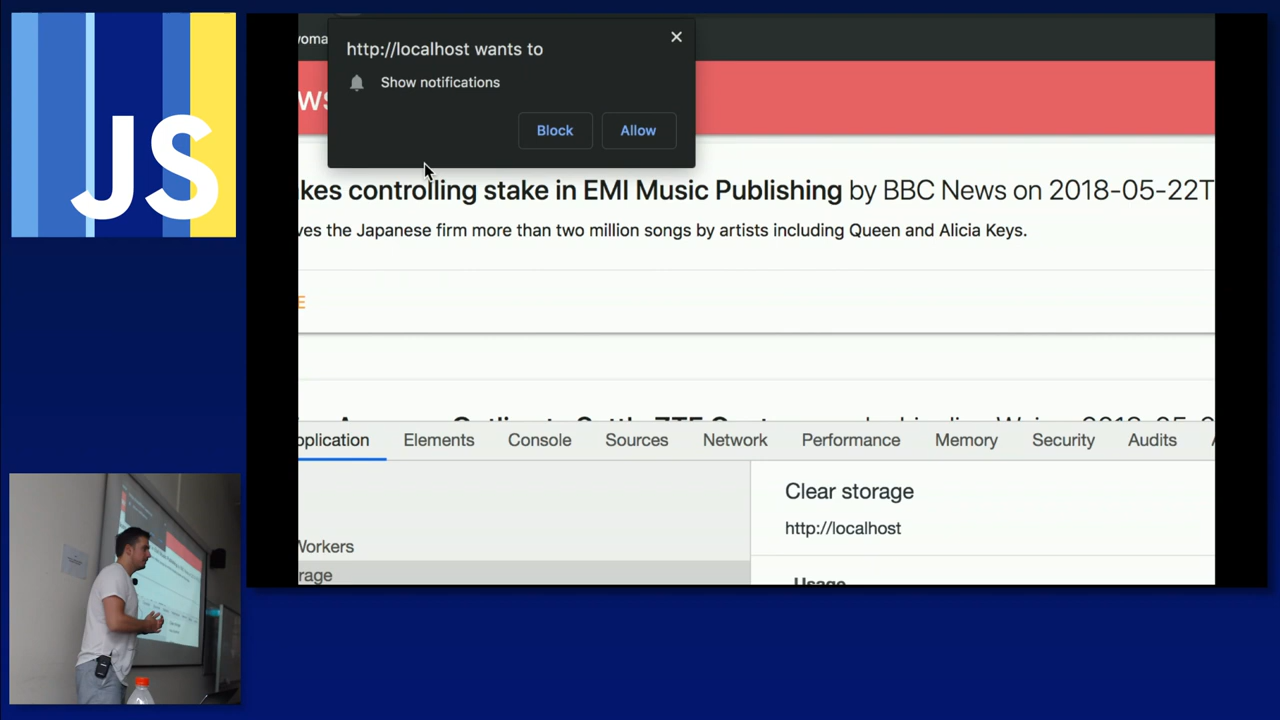 JS
http://localhost wants to
Show notifications
Block
Allow
kes controlling stake in EMI Music Publishing by BBC News on 2018-05-22T
ves the Japanese firm more than two million songs by artists including Queen and Alicia Keys.
E
pplication Elements Console Sources Network Performance Memory Security Audits
Clear storage
http://localhost
Workers
rage
Usage